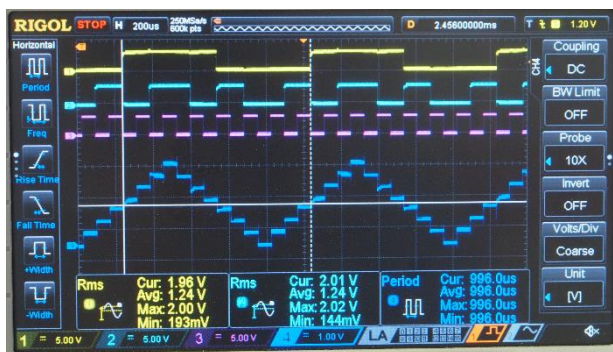 RIGOL STOP H 200us 250MSa/s 600k pts D 2.45600000ms T 1.20 V
Horizontal
Period
Freq
Rise Time
Fall Time
+Width
-Width
CH4
Coupling
DC
BW Limit
OFF
Probe
10X
Invert
OFF
Volts/Div
Coarse
Unit
[V]
Rms
Cur: 1.96 V
Avg: 1.24 V
Max: 2.00 V
Min: 193mV
Rms
Cur: 2.01 V
Avg: 1.24 V
Max: 2.02 V
Min: 144mV
Period
Cur: 996.0us
Avg: 996.0us
Max: 996.0us
Min: 996.0us
1 = 5.00 V 2 = 5.00 V 3 = 5.00 V 4 = 1.00 V LA